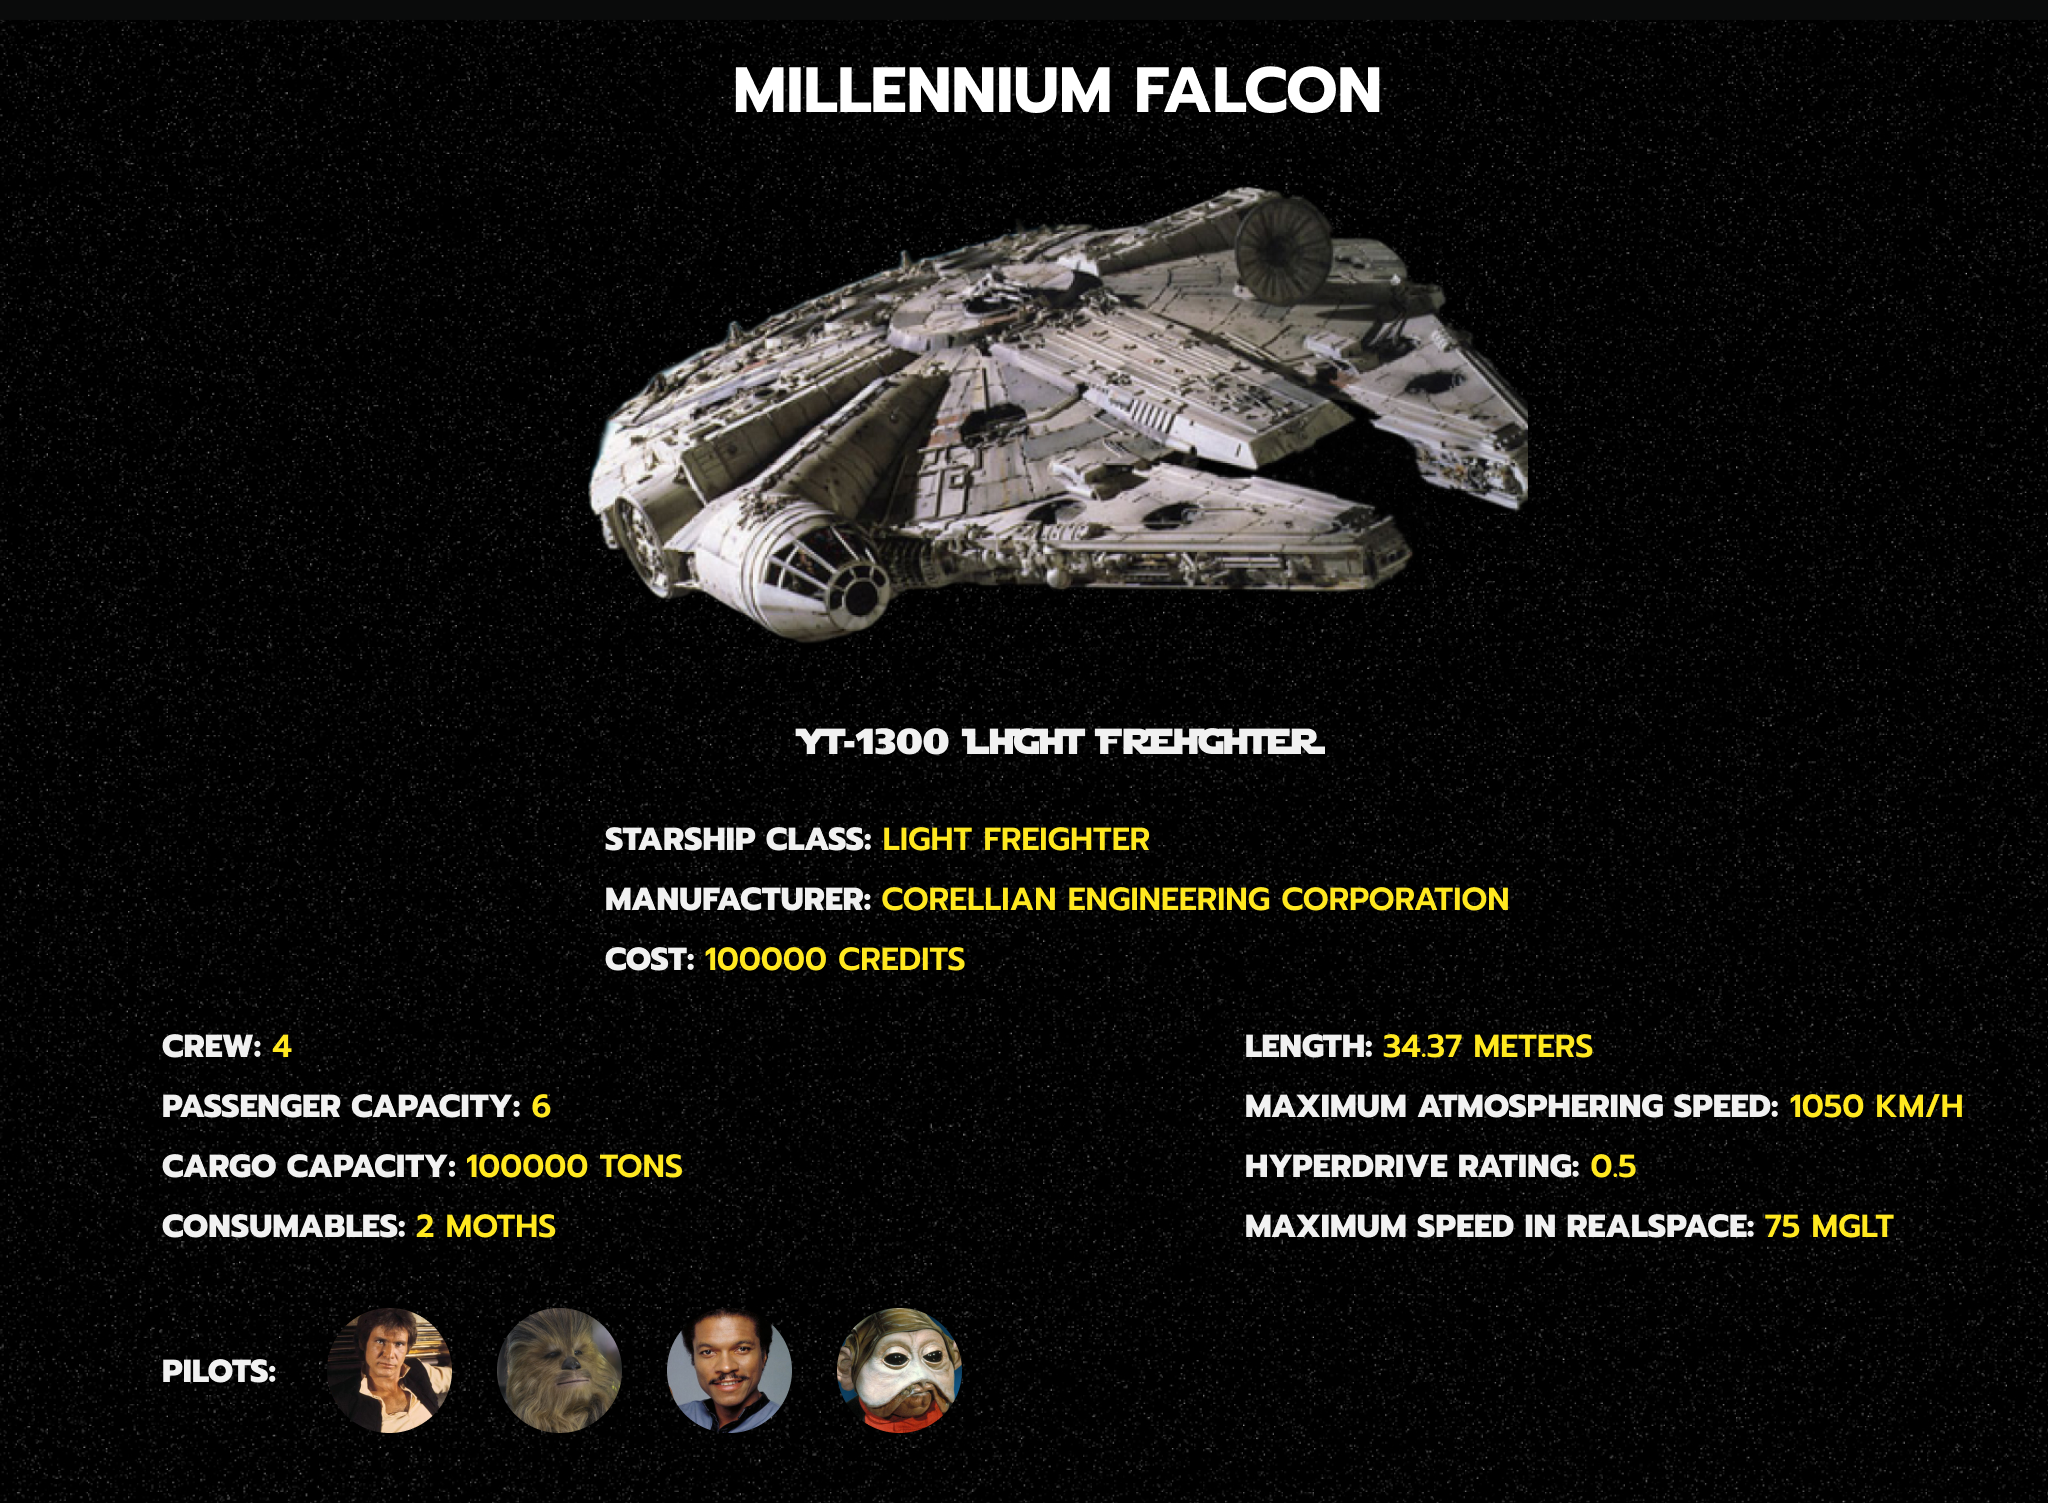 MILLENNIUM FALCON
YT-1300 LIGHT FREIGHTER
STARSHIP CLASS: LIGHT FREIGHTER
MANUFACTURER: CORELLIAN ENGINEERING CORPORATION
COST: 100000 CREDITS
CREW: 4
PASSENGER CAPACITY: 6
CARGO CAPACITY: 100000 TONS
CONSUMABLES: 2 MOTHS
LENGTH: 34.37 METERS
MAXIMUM ATMOSPHERING SPEED: 1050 KM/H
HYPERDRIVE RATING: 0.5
MAXIMUM SPEED IN REALSPACE: 75 MGLT
PILOTS: